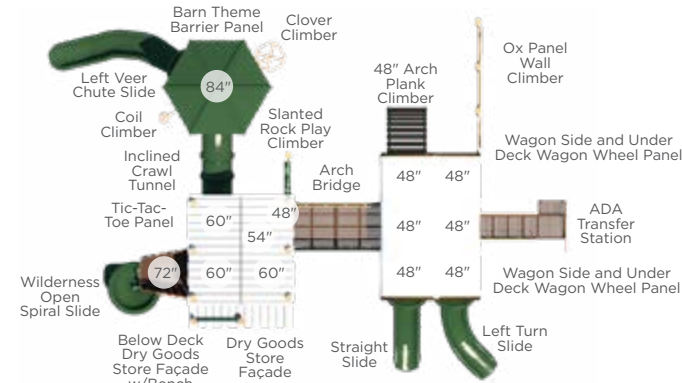 Barn Theme
Barrier Panel
Clover
Climber
Left Veer
Chute Slide
84"
48" Arch
Plank
Climber
Ox Panel
Wall
Climber
Coil
Climber
Slanted
Rock Play
Climber
Inclined
Crawl
Tunnel
Arch
Bridge
Wagon Side and Under
Deck Wagon Wheel Panel
48" 48"
Tic-Tac-
Toe Panel
60"
48"
54"
48" 48"
ADA
Transfer
Station
72"
60" 60"
48" 48"
Wagon Side and Under
Deck Wagon Wheel Panel
Wilderness
Open
Spiral Slide
Below Deck
Dry Goods
Store Façade
w/Bench
Dry Goods
Store
Façade
Straight
Slide
Left Turn
Slide